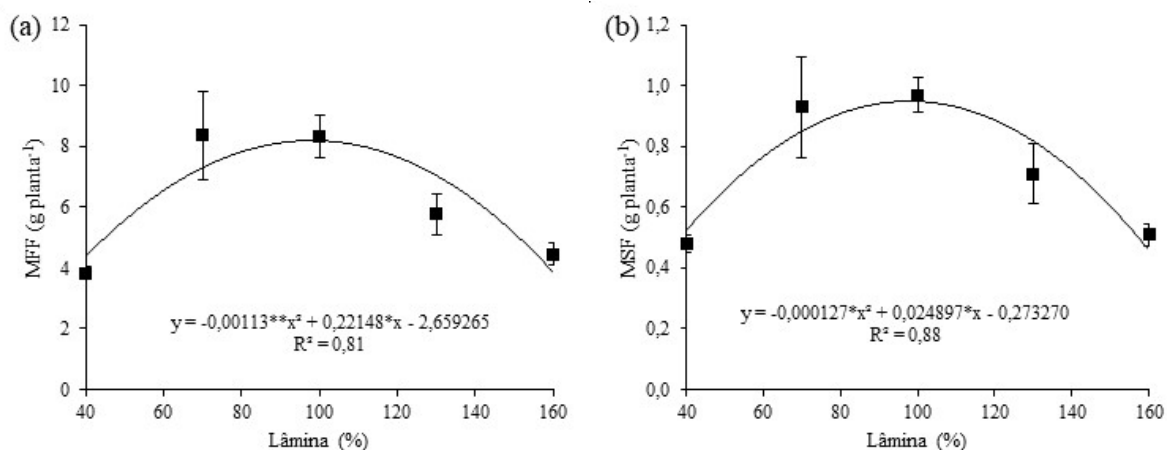 (a)
12
10
8
6
4
2
0
MFF (g planta⁻¹)
y = -0,00113**x² + 0,22148*x - 2,659265
R² = 0,81
40 60 80 100 120 140 160
Lâmina (%)
(b)
1,2
1,0
0,8
0,6
0,4
0,2
0,0
MSF (g planta⁻¹)
y = -0,000127*x² + 0,024897*x - 0,273270
R² = 0,88
40 60 80 100 120 140 160
Lâmina (%)